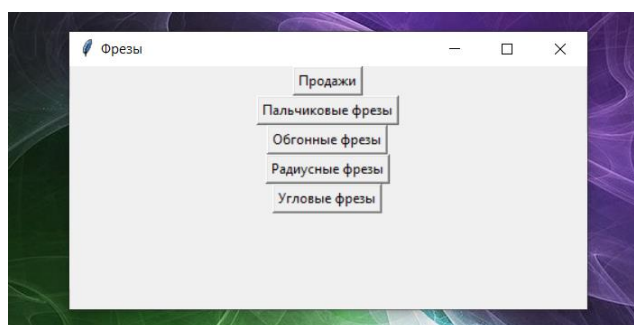 Фрезы
Продажи
Пальчиковые фрезы
Обгонные фрезы
Радиусные фрезы
Угловые фрезы